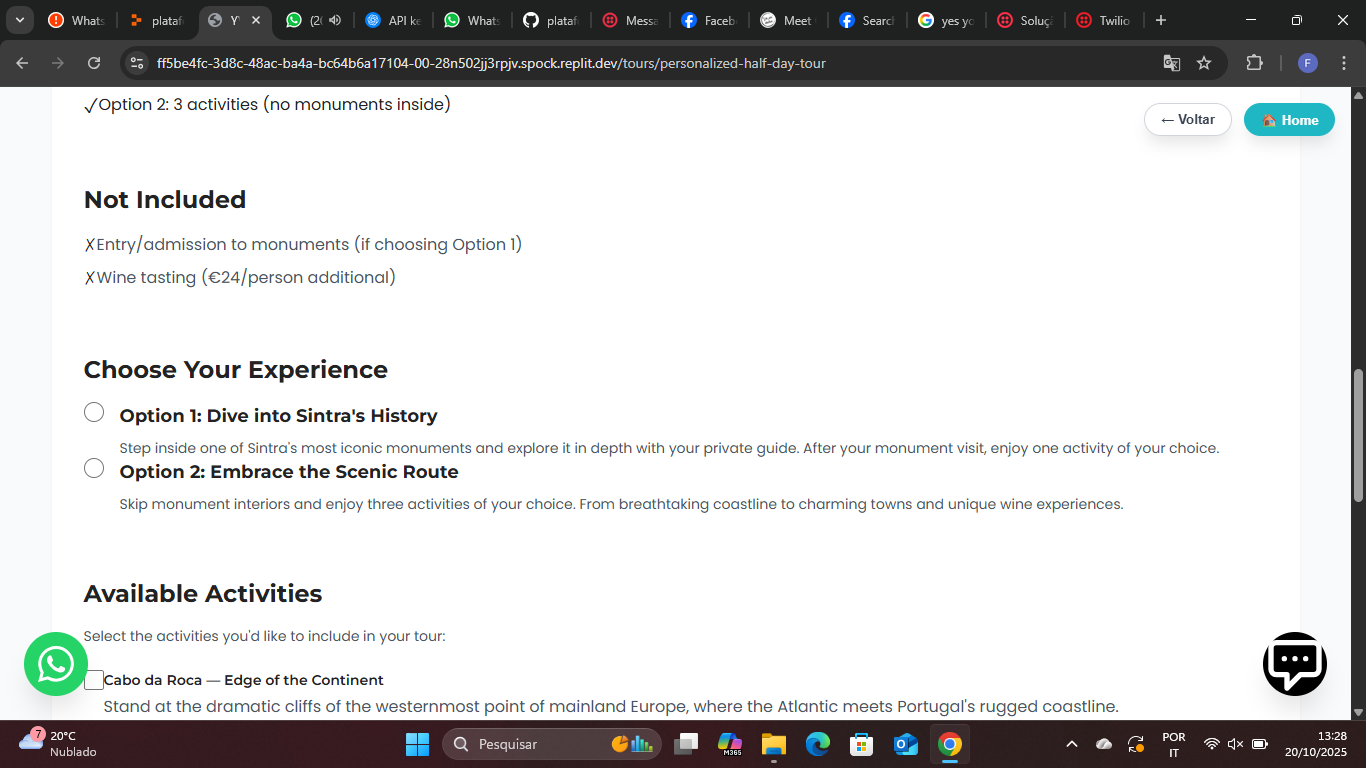 Whats
plataf
Y'
(2(
API ke
Whats
plataf
Messa
Faceb
Meet
Search
yes yo
Soluçã
Twilio
ff5be4fc-3d8c-48ac-ba4a-bc64b6a17104-00-28n502jj3rpjv.spock.replit.dev/tours/personalized-half-day-tour
F
✓Option 2: 3 activities (no monuments inside)
← Voltar
Home
Not Included
✗Entry/admission to monuments (if choosing Option 1)
✗Wine tasting (€24/person additional)
Choose Your Experience
Option 1: Dive into Sintra's History
Step inside one of Sintra's most iconic monuments and explore it in depth with your private guide. After your monument visit, enjoy one activity of your choice.
Option 2: Embrace the Scenic Route
Skip monument interiors and enjoy three activities of your choice. From breathtaking coastline to charming towns and unique wine experiences.
Available Activities
Select the activities you'd like to include in your tour:
Cabo da Roca — Edge of the Continent
Stand at the dramatic cliffs of the westernmost point of mainland Europe, where the Atlantic meets Portugal's rugged coastline.
7
20°C
Nublado
Pesquisar
M365
POR
IT
13:28
20/10/2025